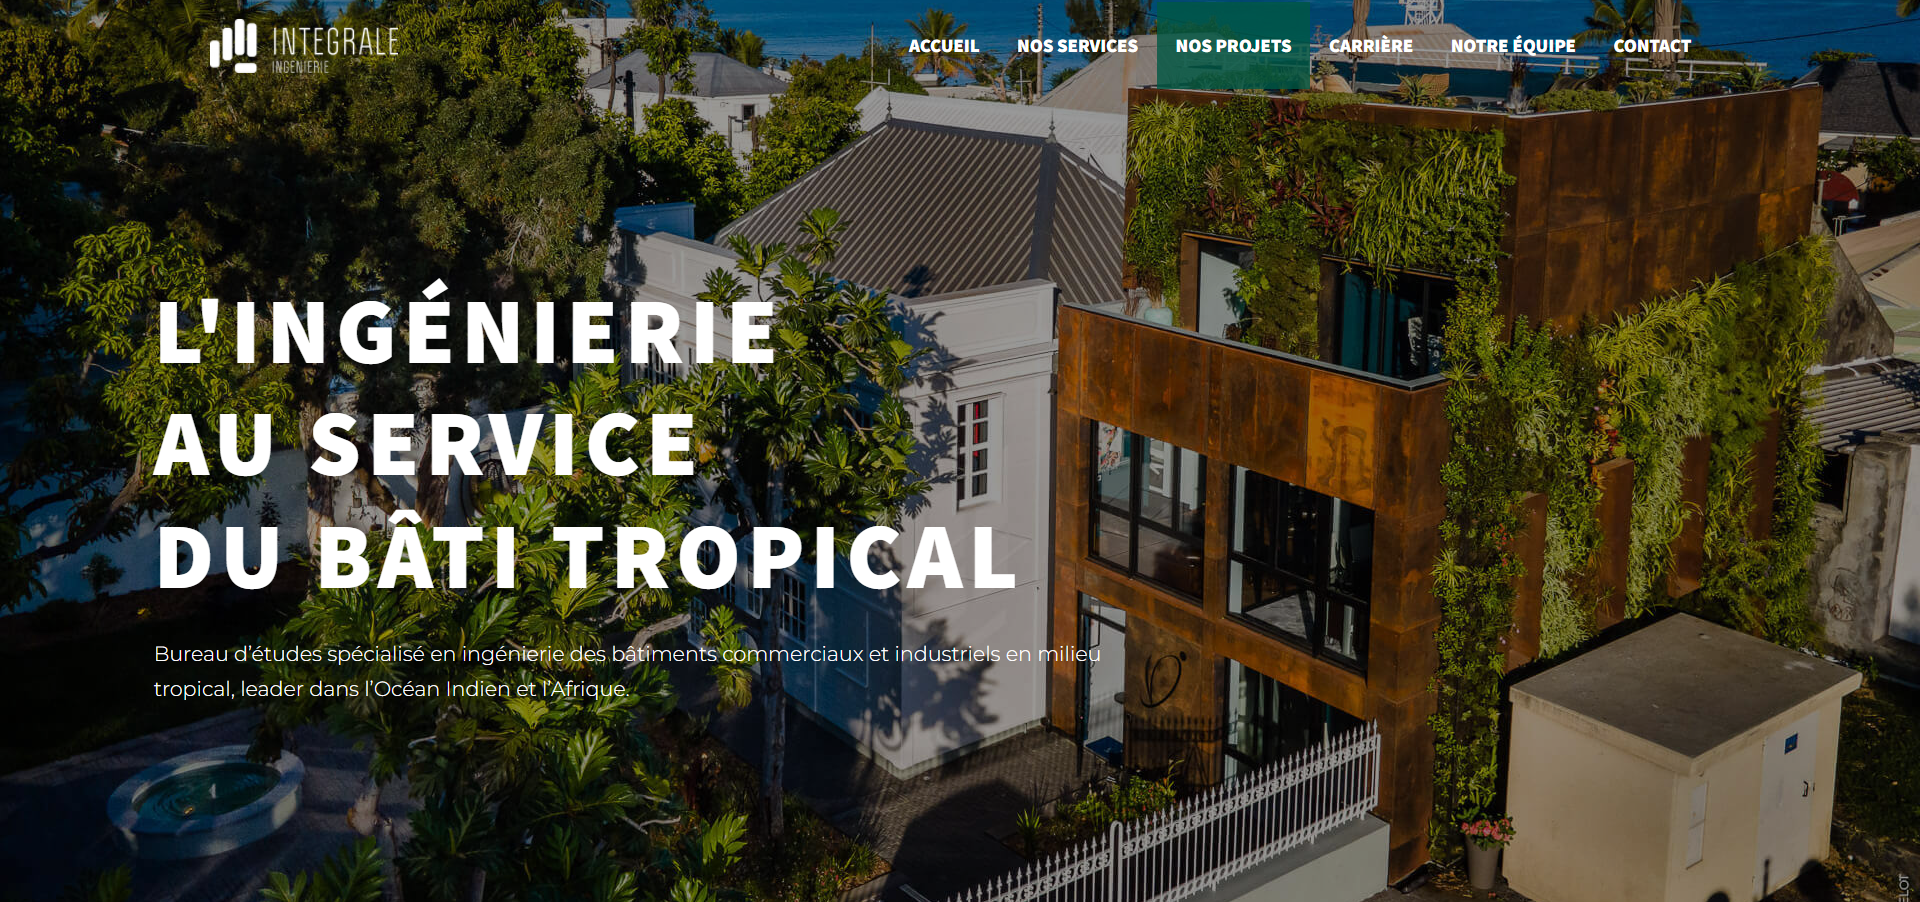 INTEGRALE
INGENIERIE
ACCUEIL NOS SERVICES NOS PROJETS CARRIÈRE NOTRE ÉQUIPE CONTACT
L'INGÉNIERIE
AU SERVICE
DU BÂTI TROPICAL
Bureau d’études spécialisé en ingénierie des bâtiments commerciaux et industriels en milieu
tropical, leader dans l’Océan Indien et l’Afrique.